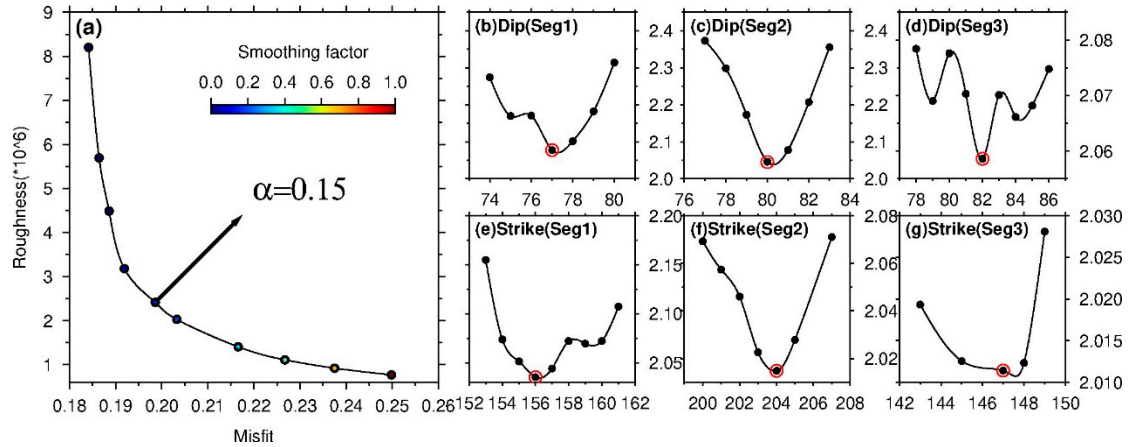 (a)
Smoothing factor
0.0 0.2 0.4 0.6 0.8 1.0
α=0.15
Roughness(*10^6)
9
8
7
6
5
4
3
2
1
0.18 0.19 0.20 0.21 0.22 0.23 0.24 0.25 0.26
Misfit
(b)Dip(Seg1)
74 75 76 77 78 79 80
(c)Dip(Seg2)
2.4
2.3
2.2
2.1
2.0
77 78 79 80 81 82 83 84
(d)Dip(Seg3)
2.4
2.3
2.2
2.1
2.0
78 80 82 84 86
2.08
2.07
2.06
(e)Strike(Seg1)
152 154 156 158 160 162
(f)Strike(Seg2)
2.20
2.15
2.10
2.05
200 202 204 206 208
(g)Strike(Seg3)
2.08
2.06
2.04
2.02
142 144 146 148 150
2.030
2.025
2.020
2.015
2.010